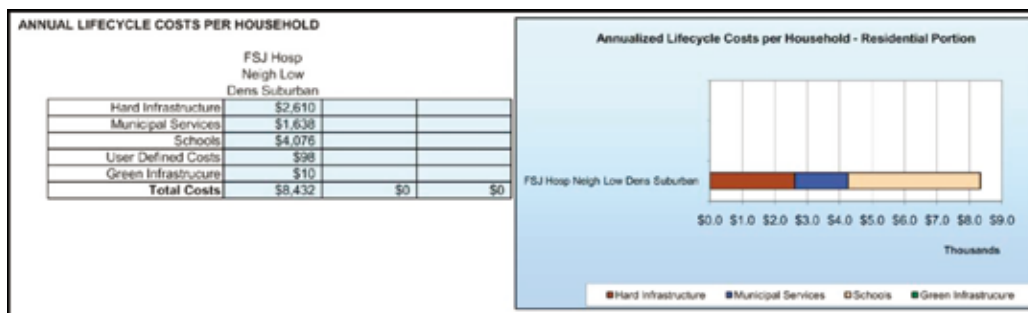 ANNUAL LIFECYCLE COSTS PER HOUSEHOLD
FSJ Hosp
Neigh Low
Dens Suburban
Hard Infrastructure $2,610
Municipal Services $1,638
Schools $4,076
User Defined Costs $98
Green Infrastrucure $10
Total Costs $8,432 $0 $0
Annualized Lifecycle Costs per Household - Residential Portion
FSJ Hosp Neigh Low Dens Suburban
$0.0 $1.0 $2.0 $3.0 $4.0 $5.0 $6.0 $7.0 $8.0 $9.0
Thousands
Hard Infrastructure Municipal Services Schools Green Infrastrucure